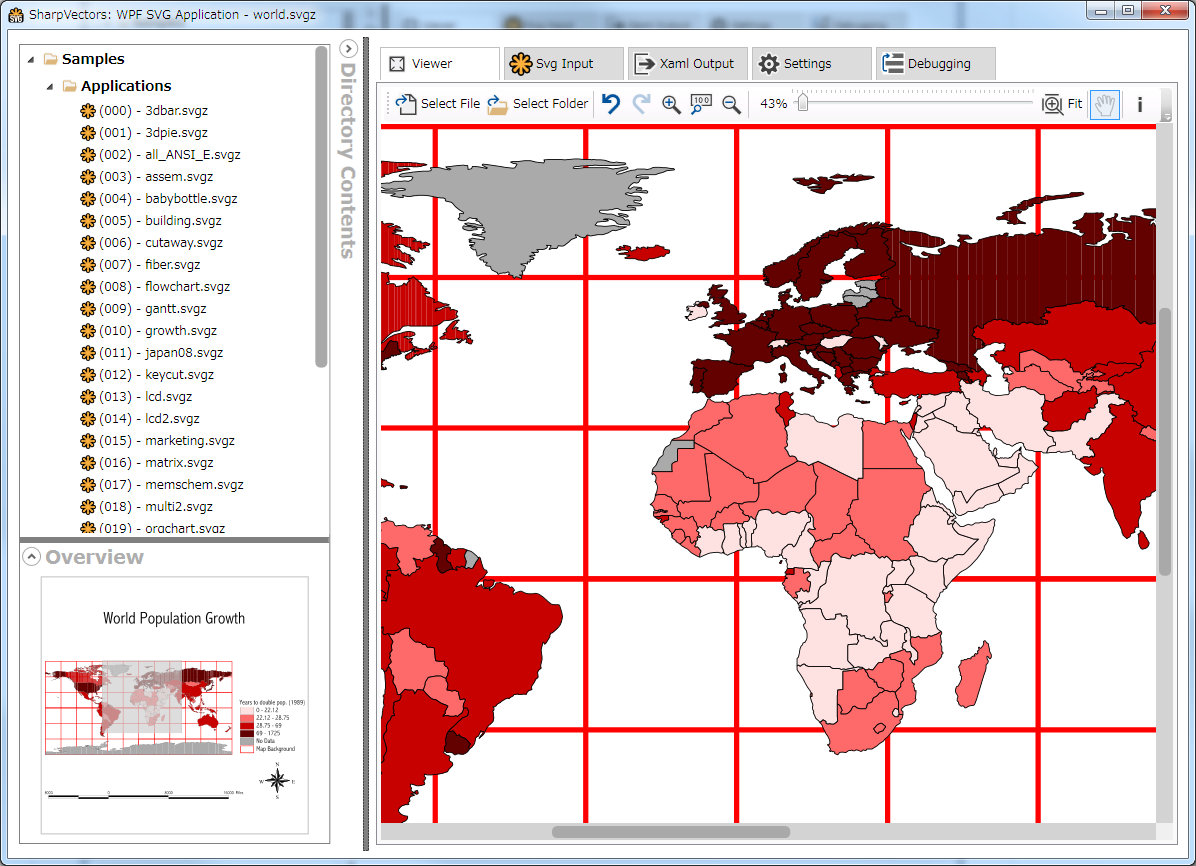 SharpVectors: WPF SVG Application - world.svgz
Samples
Applications
(000) - 3dbar.svgz
(001) - 3dpie.svgz
(002) - all_ANSI_E.svgz
(003) - assem.svgz
(004) - babybottle.svgz
(005) - building.svgz
(006) - cutaway.svgz
(007) - fiber.svgz
(008) - flowchart.svgz
(009) - gantt.svgz
(010) - growth.svgz
(011) - japan08.svgz
(012) - keycut.svgz
(013) - lcd.svgz
(014) - lcd2.svgz
(015) - marketing.svgz
(016) - matrix.svgz
(017) - memschem.svgz
(018) - multi2.svgz
(019) - orgchart.svgz
Directory Contents
Overview
World Population Growth
Years to double pop. (1989)
0 - 22.12
22.12 - 28.75
28.75 - 69
69 - 1725
No Data
Map Background
N
W E
S
Viewer
Svg Input
Xaml Output
Settings
Debugging
Select File Select Folder 100 43% Fit i